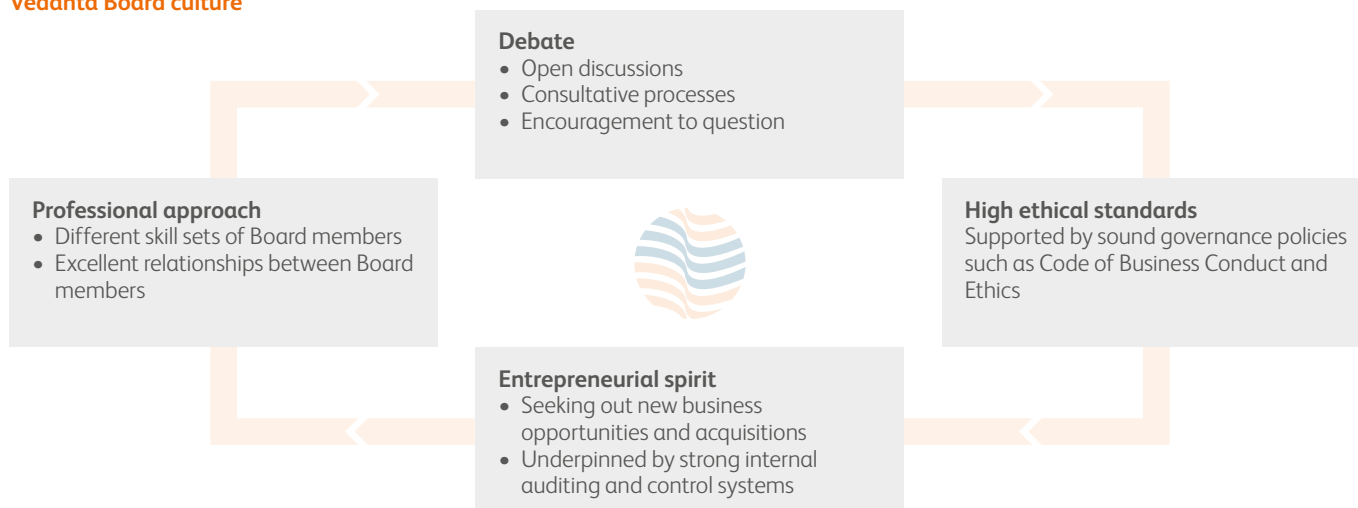 Vedanta Board culture
Debate
• Open discussions
• Consultative processes
• Encouragement to question
Professional approach
• Different skill sets of Board members
• Excellent relationships between Board
members
High ethical standards
Supported by sound governance policies
such as Code of Business Conduct and
Ethics
Entrepreneurial spirit
• Seeking out new business
opportunities and acquisitions
• Underpinned by strong internal
auditing and control systems